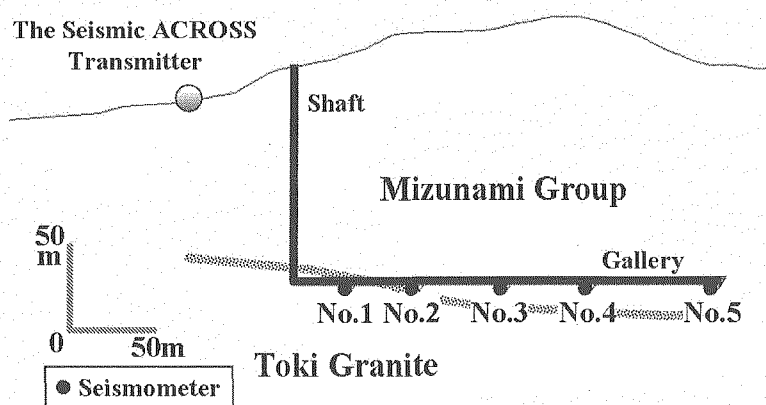 The Seismic ACROSS
Transmitter
Shaft
Mizunami Group
50
m
Gallery
No.1 No.2 No.3 No.4 No.5
0 50m
Toki Granite
Seismometer